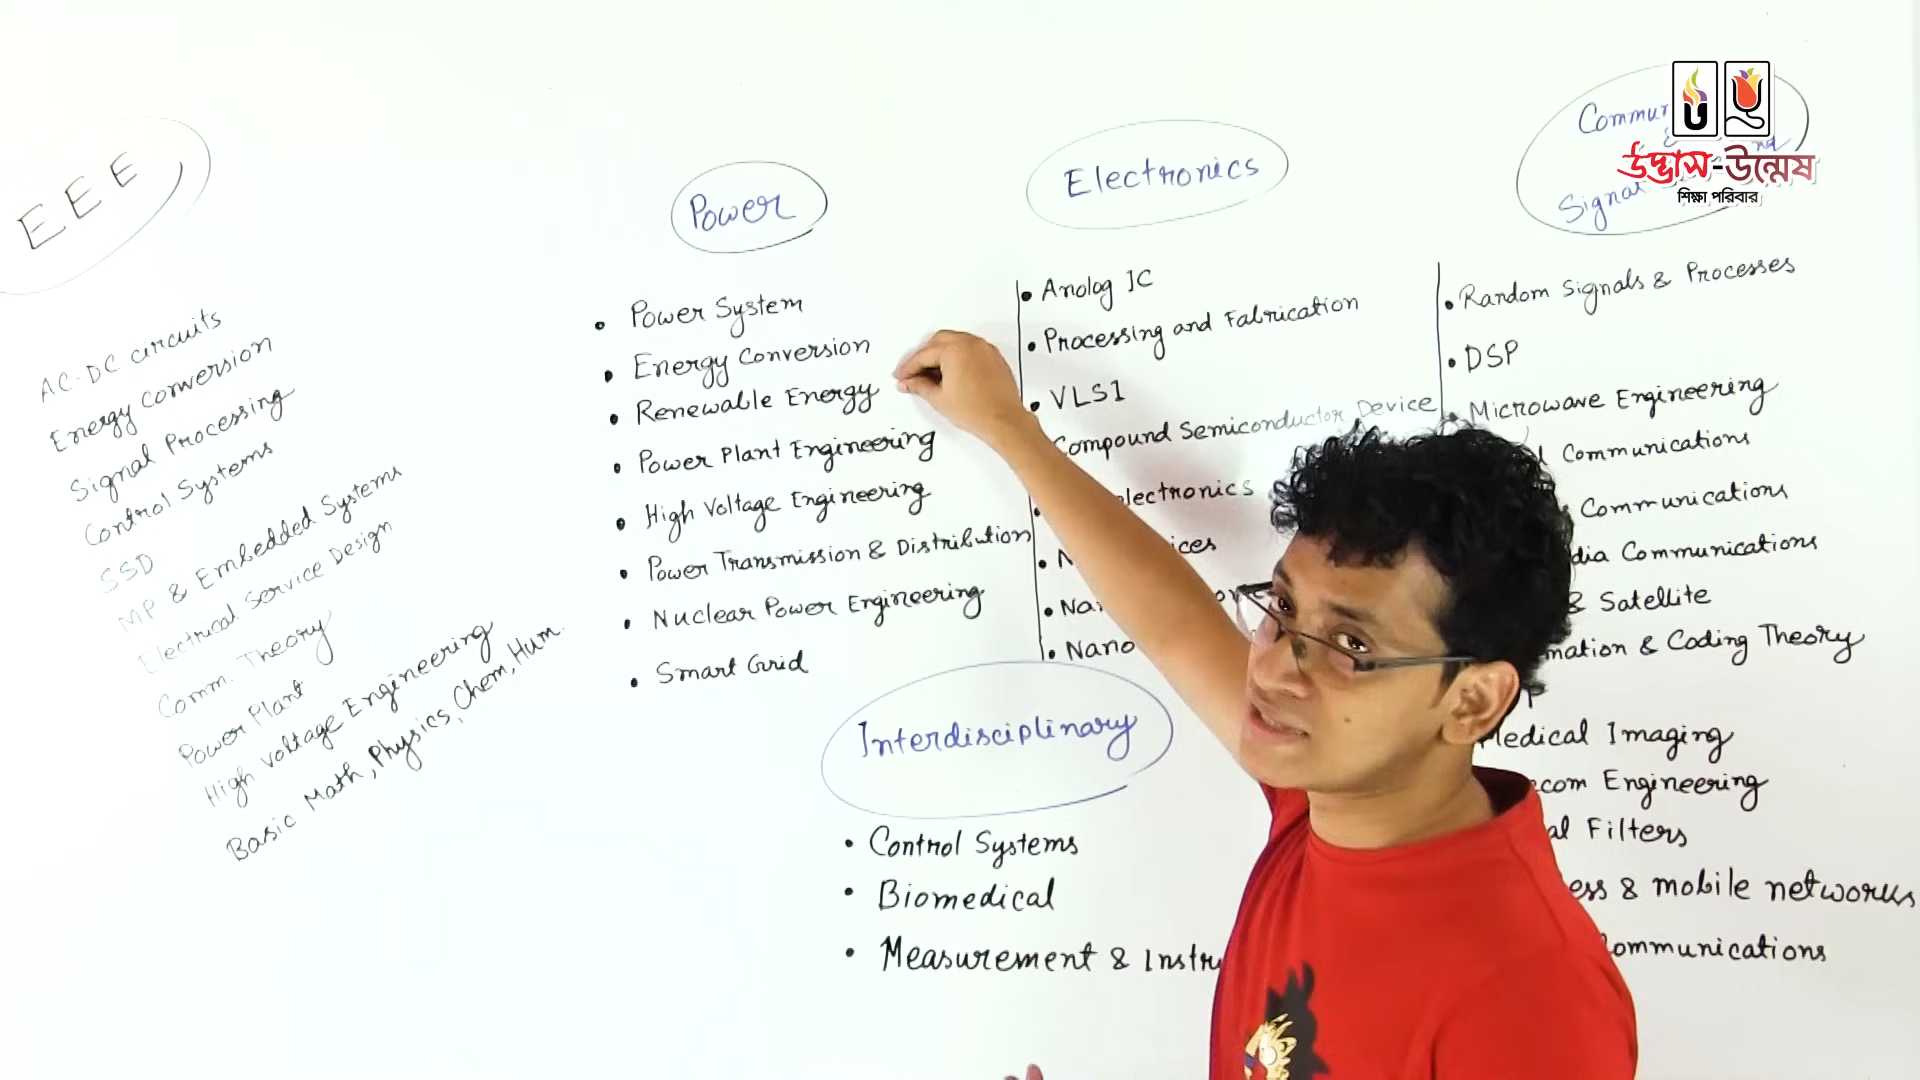 EEE
AC-DC circuits
Energy Conversion
Signal Processing
Control Systems
SSD
MP & Embedded Systems
Electrical Service Design
Comm. Theory
Power Plant
High Voltage Engineering
Basic Math, Physics, Chem, Hum.
Power
• Power System
• Energy Conversion
• Renewable Energy
• Power Plant Engineering
• High Voltage Engineering
• Power Transmission & Distribution
• Nuclear Power Engineering
• Smart Grid
Electronics
• Analog IC
• Processing and Fabrication
• VLSI
Compound Semiconductor Device
• Nano
Interdisciplinary
• Control Systems
• Biomedical
• Measurement &
&
Signal
• Random Signals & Processes
• DSP
• Microwave Engineering
Communications
Communications
Communications
& Satellite
& Coding Theory
Medical Imaging
Engineering
Filters
& mobile networks
Communications
উদ্ভাস-উন্মেষ
শিক্ষা পরিবার